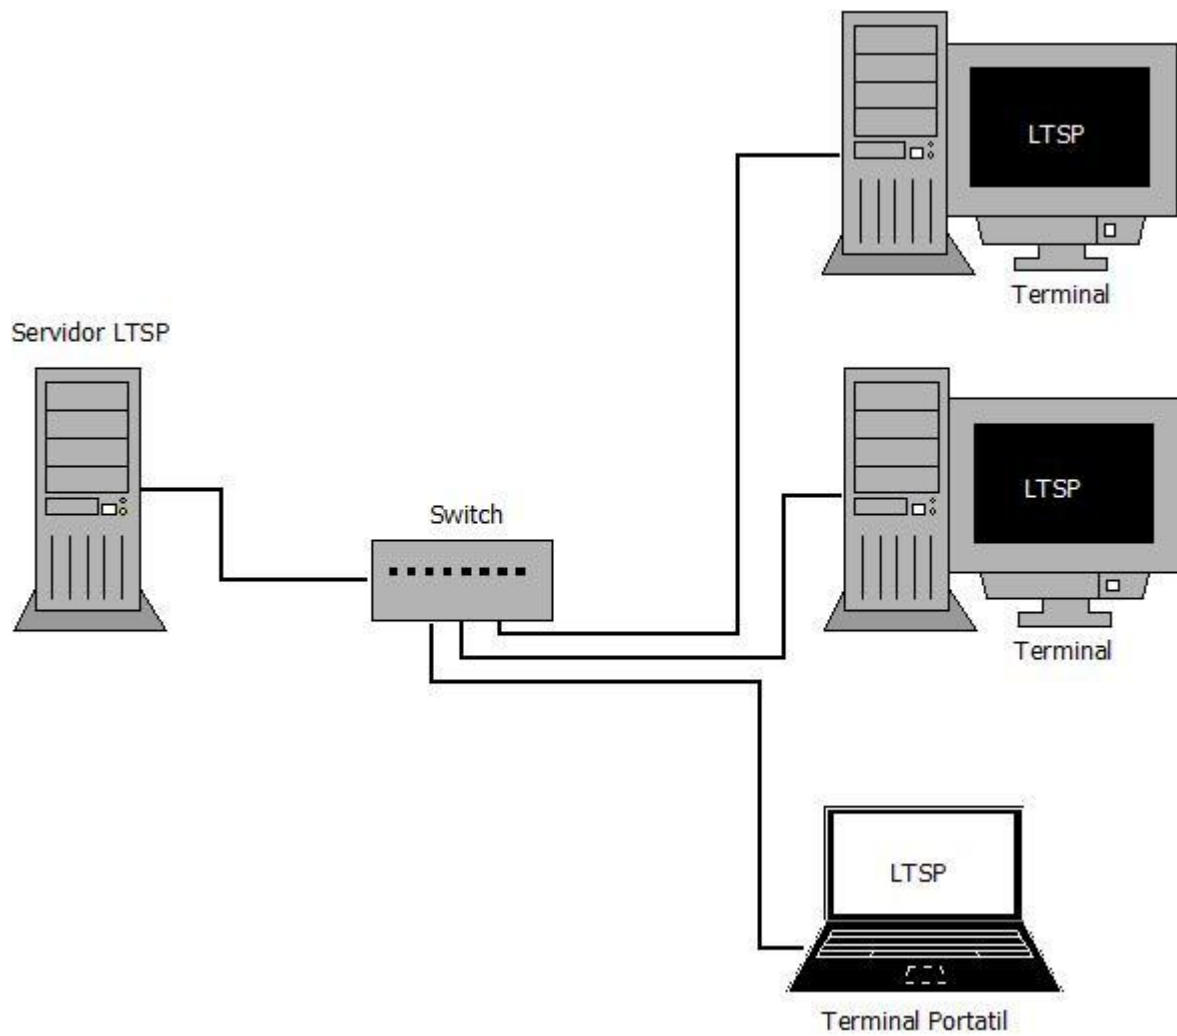 LTSP
Terminal
Servidor LTSP
LTSP
Switch
Terminal
LTSP
Terminal Portatil